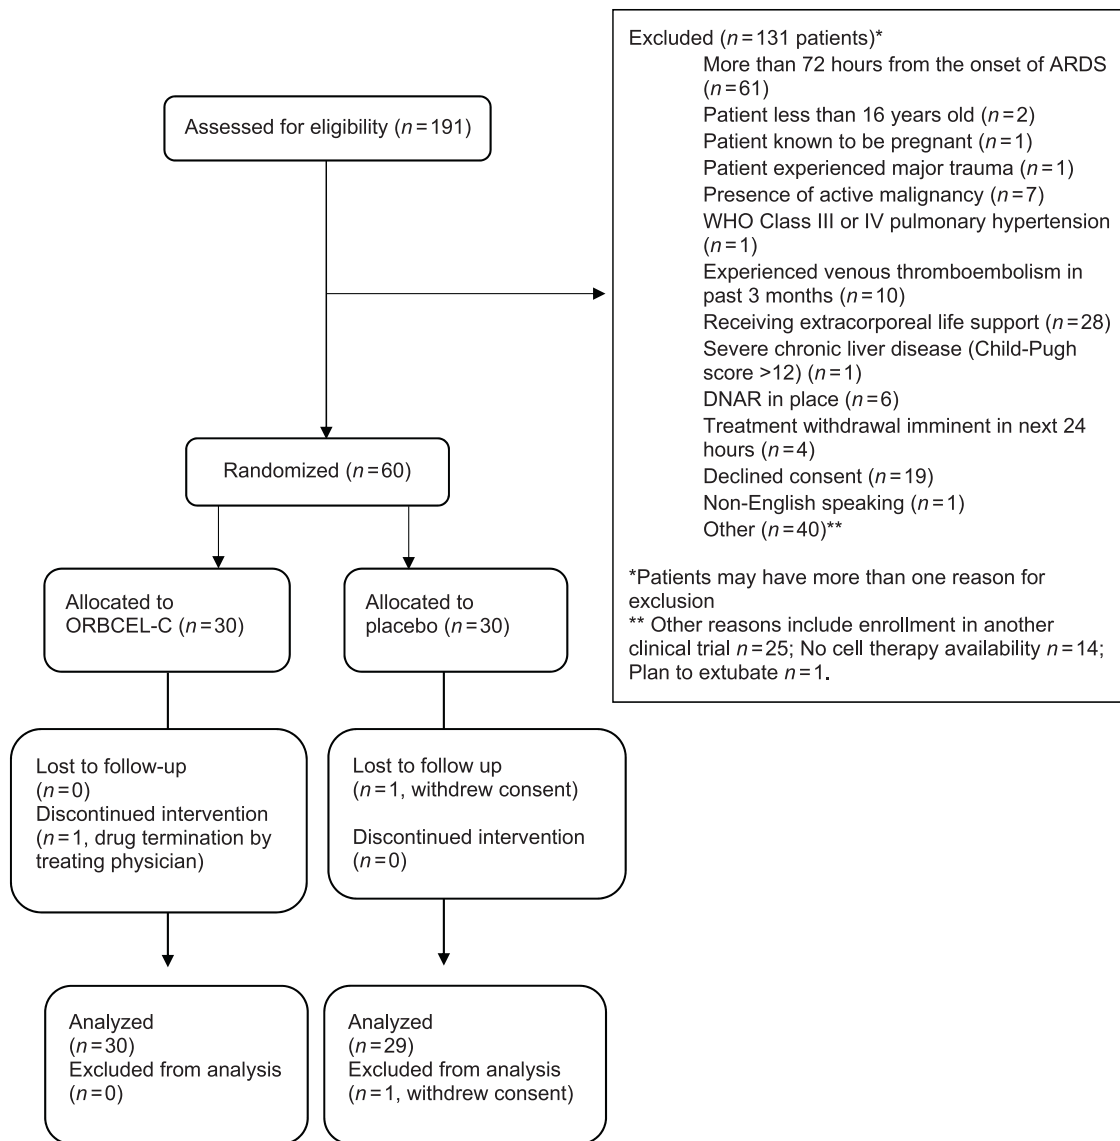 Assessed for eligibility (n=191)
Excluded (n=131 patients)*
More than 72 hours from the onset of ARDS
(n=61)
Patient less than 16 years old (n=2)
Patient known to be pregnant (n=1)
Patient experienced major trauma (n=1)
Presence of active malignancy (n=7)
WHO Class III or IV pulmonary hypertension
(n=1)
Experienced venous thromboembolism in
past 3 months (n=10)
Receiving extracorporeal life support (n=28)
Severe chronic liver disease (Child-Pugh
score >12) (n=1)
DNAR in place (n=6)
Treatment withdrawal imminent in next 24
hours (n=4)
Declined consent (n=19)
Non-English speaking (n=1)
Other (n=40)**
*Patients may have more than one reason for
exclusion
** Other reasons include enrollment in another
clinical trial n=25; No cell therapy availability n=14;
Plan to extubate n=1.
Randomized (n=60)
Allocated to
ORBCEL-C (n=30)
Allocated to
placebo (n=30)
Lost to follow-up
(n=0)
Discontinued intervention
(n=1, drug termination by
treating physician)
Lost to follow up
(n=1, withdrew consent)
Discontinued intervention
(n=0)
Analyzed
(n=30)
Excluded from analysis
(n=0)
Analyzed
(n=29)
Excluded from analysis
(n=1, withdrew consent)